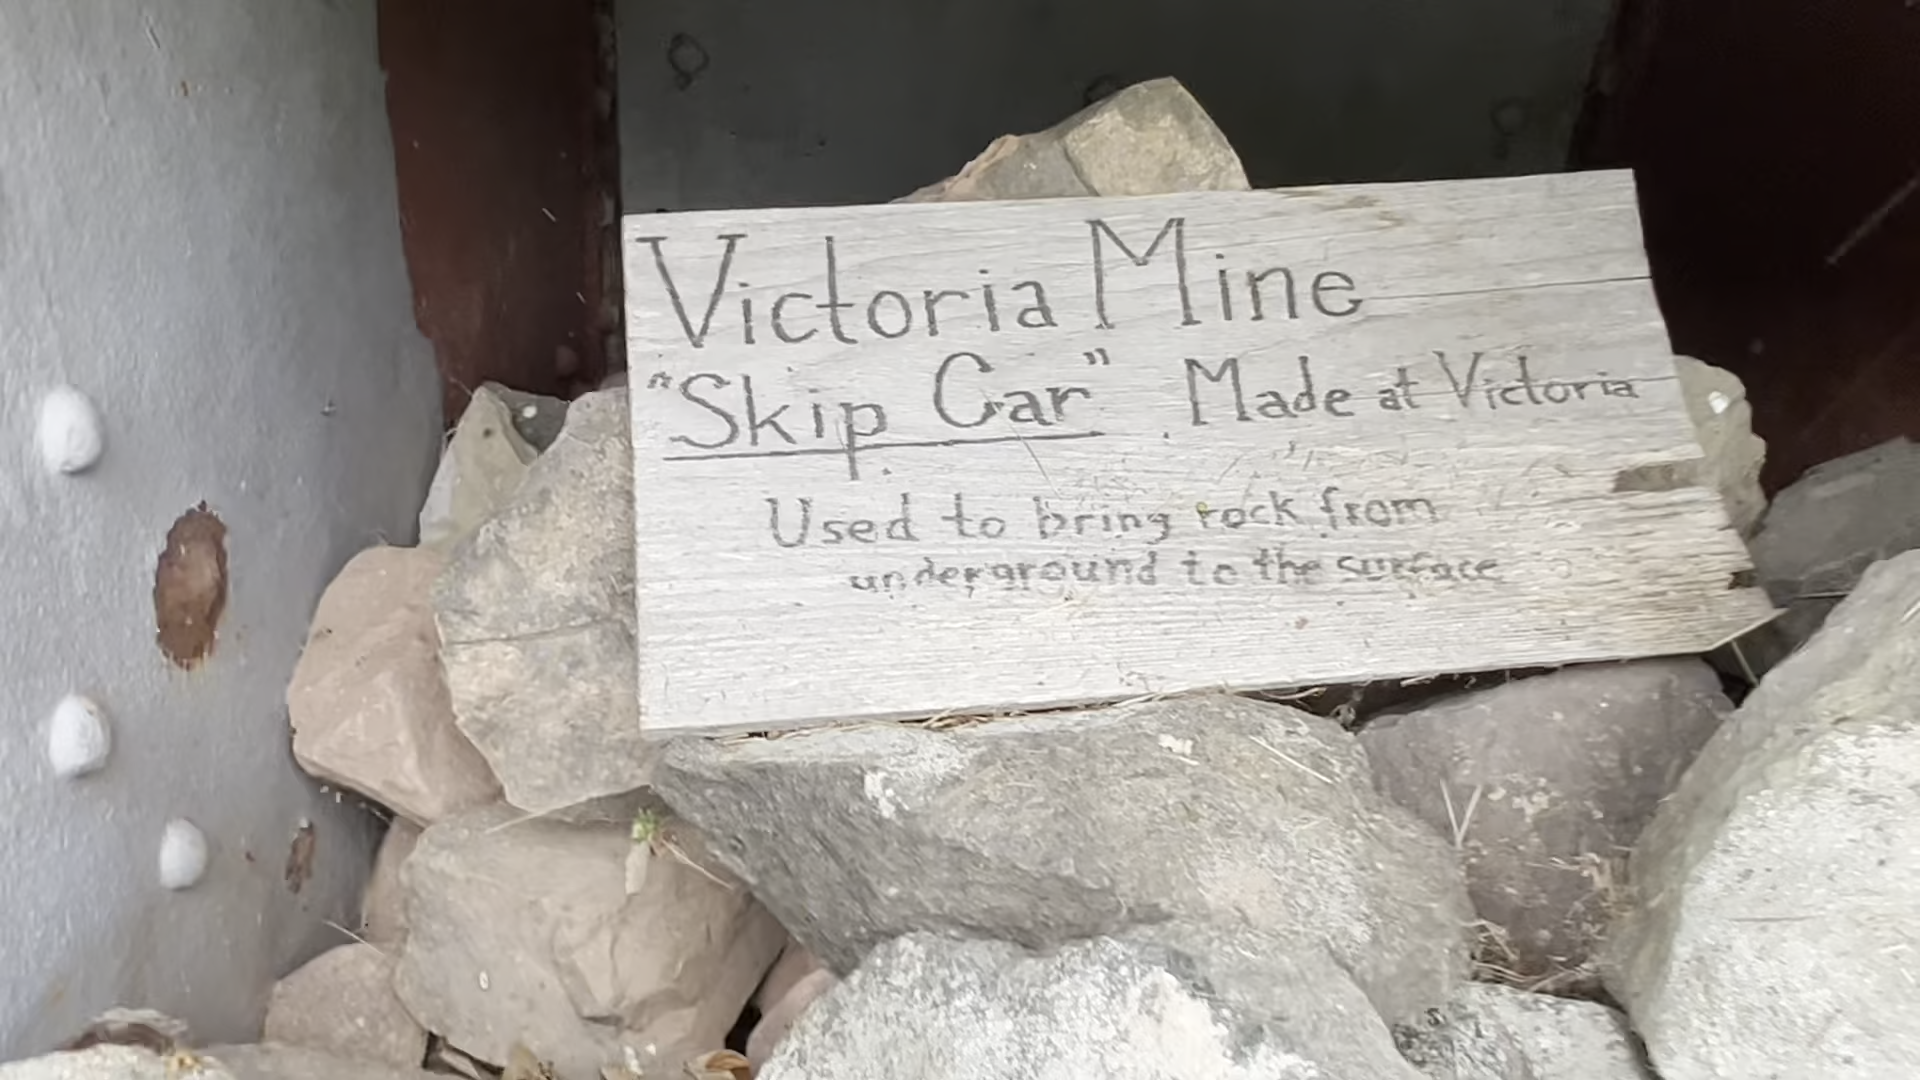 Victoria Mine
"Skip Car". Made at Victoria
Used to bring rock from
underground to the surface